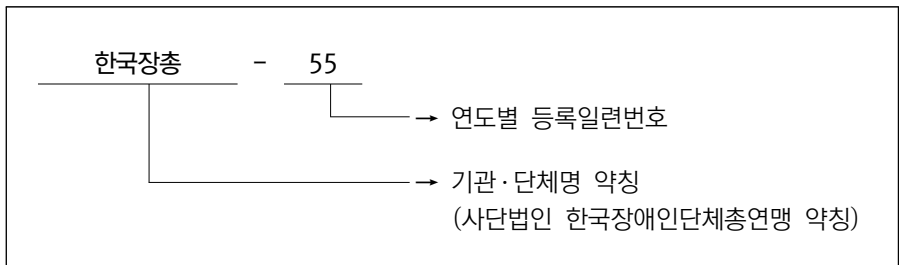 한국장총 - 55
→ 연도별 등록일련번호
→ 기관·단체명 약칭
(사단법인 한국장애인단체총연맹 약칭)